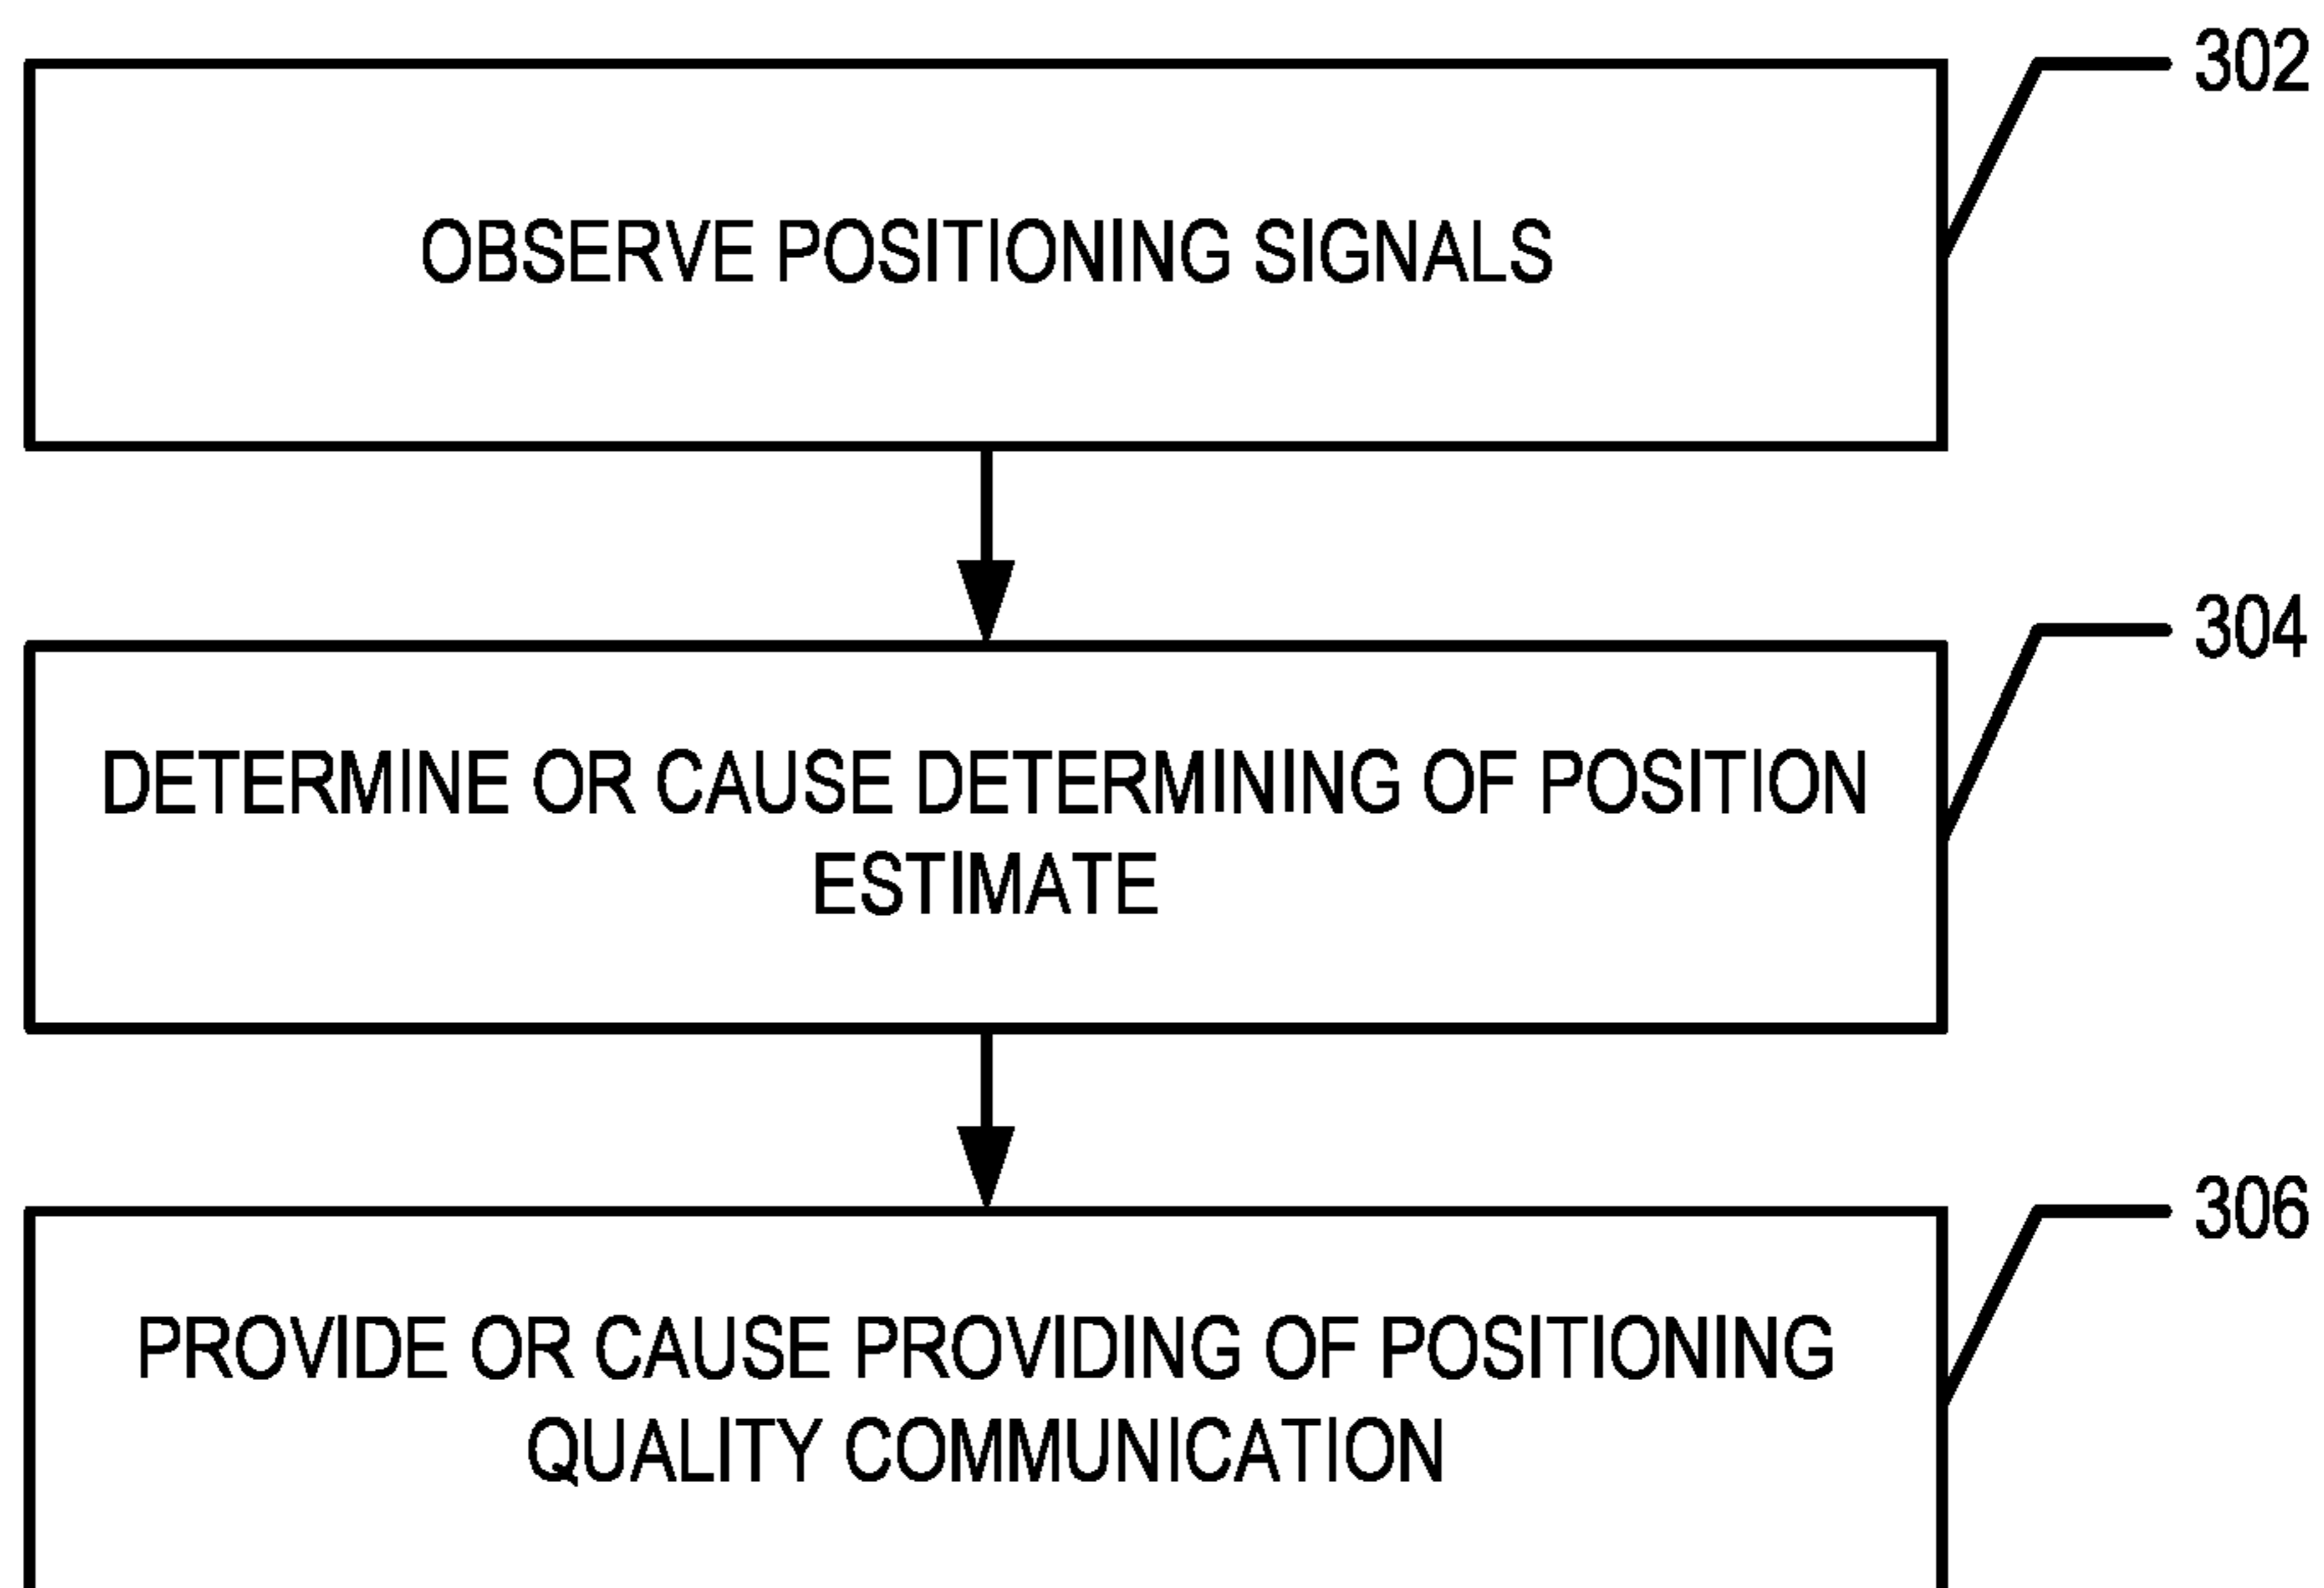 302
OBSERVE POSITIONING SIGNALS
304
DETERMINE OR CAUSE DETERMINING OF POSITION
ESTIMATE
306
PROVIDE OR CAUSE PROVIDING OF POSITIONING
QUALITY COMMUNICATION